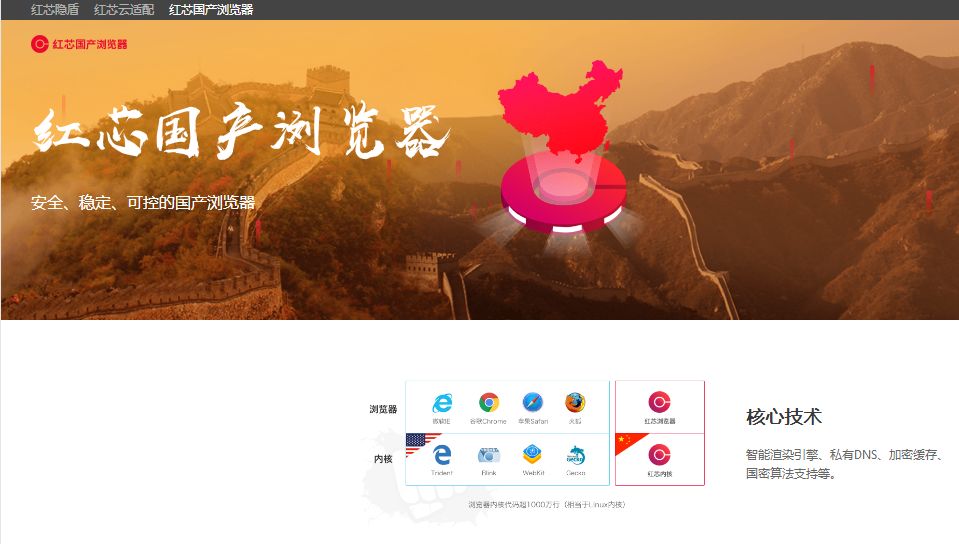 红芯隐盾 红芯云适配 红芯国产浏览器
红芯国产浏览器
红芯国产浏览器
安全、稳定、可控的国产浏览器
浏览器
微软IE 谷歌Chrome 苹果Safari 火狐
红芯浏览器
内核
Trident Blink WebKit Gecko
红芯内核
浏览器内核代码超1000万行（相当于Linux内核）
核心技术
智能渲染引擎、私有DNS、加密缓存、
国密算法支持等。